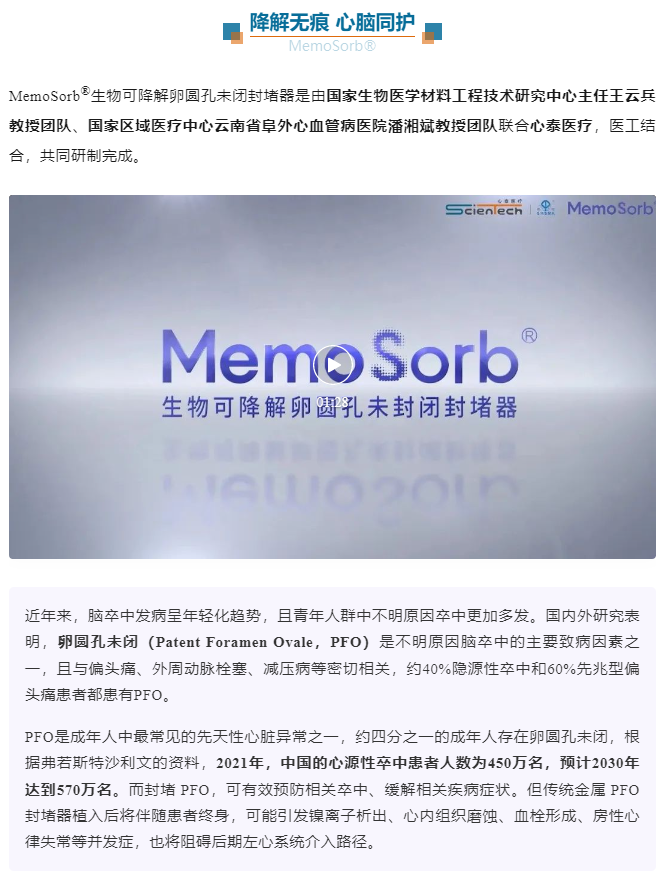 降解无痕 心脑同护
MemoSorb®
MemoSorb®生物可降解卵圆孔未闭封堵器是由国家生物医学材料工程技术研究中心主任王云兵
教授团队、国家区域医疗中心云南省阜外心血管病医院潘湘斌教授团队联合心泰医疗，医工结
合，共同研制完成。
心泰医疗
ScienTech
MemoSorb
MemoSorb®
01:28
生物可降解卵圆孔未封闭封堵器
近年来，脑卒中发病呈年轻化趋势，且青年人群中不明原因卒中更加多发。国内外研究表
明，卵圆孔未闭（Patent Foramen Ovale，PFO）是不明原因脑卒中的主要致病因素之
一，且与偏头痛、外周动脉栓塞、减压病等密切相关，约40%隐源性卒中和60%先兆型偏
头痛患者都患有PFO。
PFO是成年人中最常见的先天性心脏异常之一，约四分之一的成年人存在卵圆孔未闭，根
据弗若斯特沙利文的资料，2021年，中国的心源性卒中患者人数为450万名，预计2030年
达到570万名。而封堵 PFO，可有效预防相关卒中、缓解相关疾病症状。但传统金属 PFO
封堵器植入后将伴随患者终身，可能引发镍离子析出、心内组织磨蚀、血栓形成、房性心
律失常等并发症，也将阻碍后期左心系统介入路径。